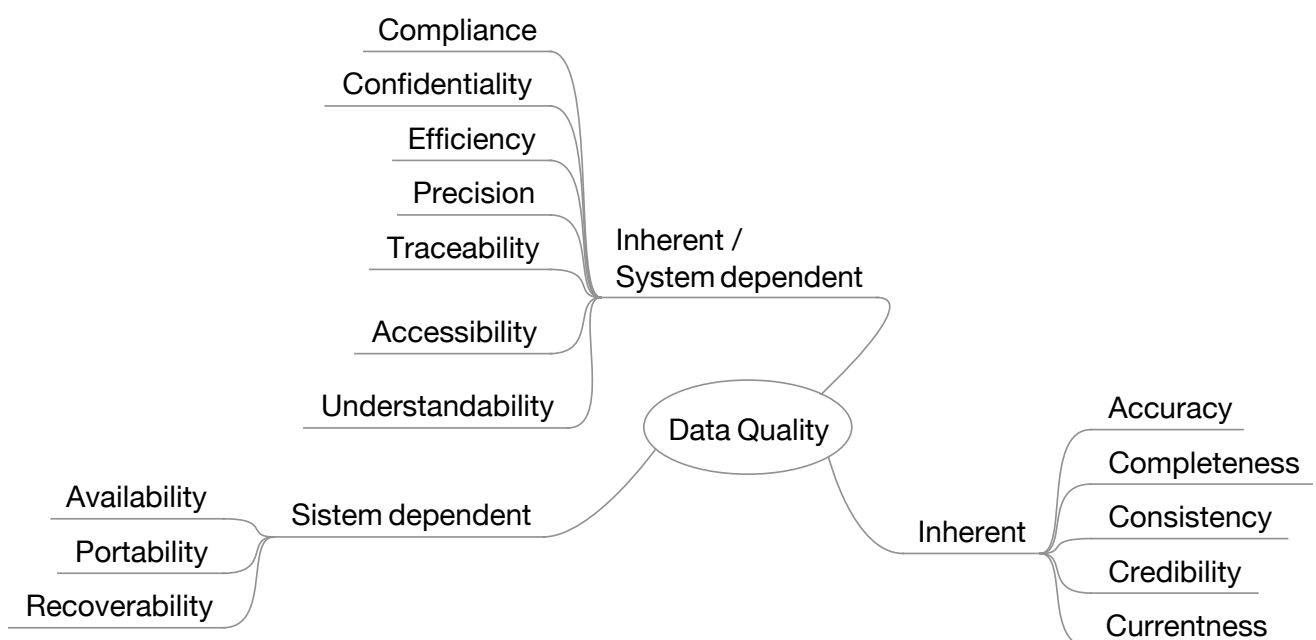 Compliance
Confidentiality
Efficiency
Precision
Traceability
Accessibility
Understandability
Inherent /
System dependent
Data Quality
Sistem dependent
Availability
Portability
Recoverability
Inherent
Accuracy
Completeness
Consistency
Credibility
Currentness